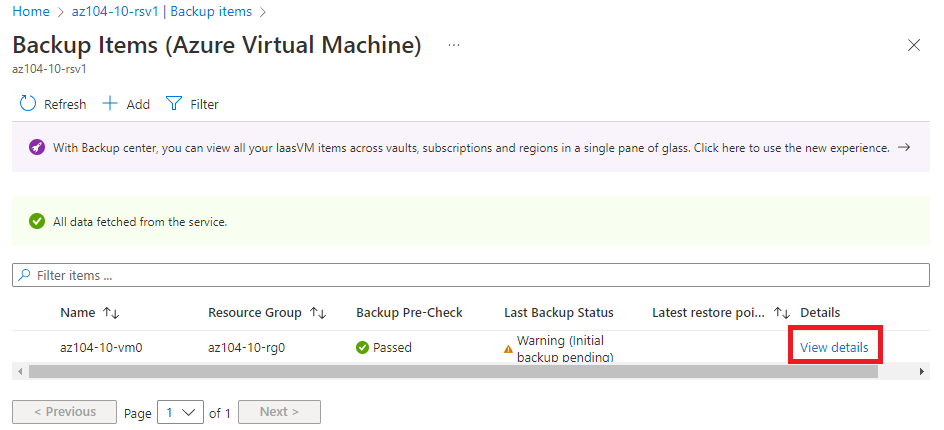 Home > az104-10-rsv1 | Backup items >
Backup Items (Azure Virtual Machine) ...
az104-10-rsv1
Refresh + Add Filter
With Backup center, you can view all your IaasVM items across vaults, subscriptions and regions in a single pane of glass. Click here to use the new experience. →
All data fetched from the service.
Filter items ...
Name ↑↓ Resource Group ↑↓ Backup Pre-Check Last Backup Status Latest restore poi... ↑↓ Details
az104-10-vm0 az104-10-rg0 Passed Warning (Initial backup pending) View details
< Previous Page 1 of 1 Next >